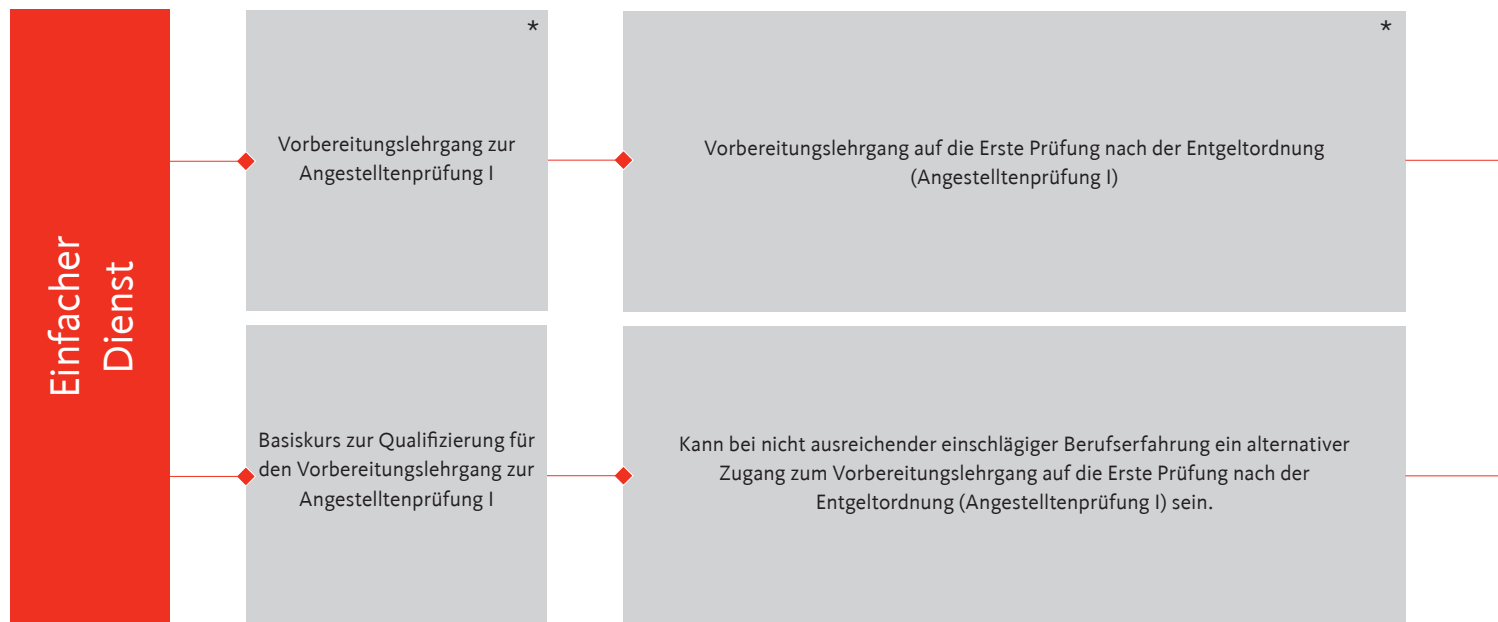 Einfacher
Dienst
*
Vorbereitungslehrgang zur
Angestelltenprüfung I
*
Vorbereitungslehrgang auf die Erste Prüfung nach der Entgeltordnung
(Angestelltenprüfung I)
Basiskurs zur Qualifizierung für
den Vorbereitungslehrgang zur
Angestelltenprüfung I
Kann bei nicht ausreichender einschlägiger Berufserfahrung ein alternativer
Zugang zum Vorbereitungslehrgang auf die Erste Prüfung nach der
Entgeltordnung (Angestelltenprüfung I) sein.